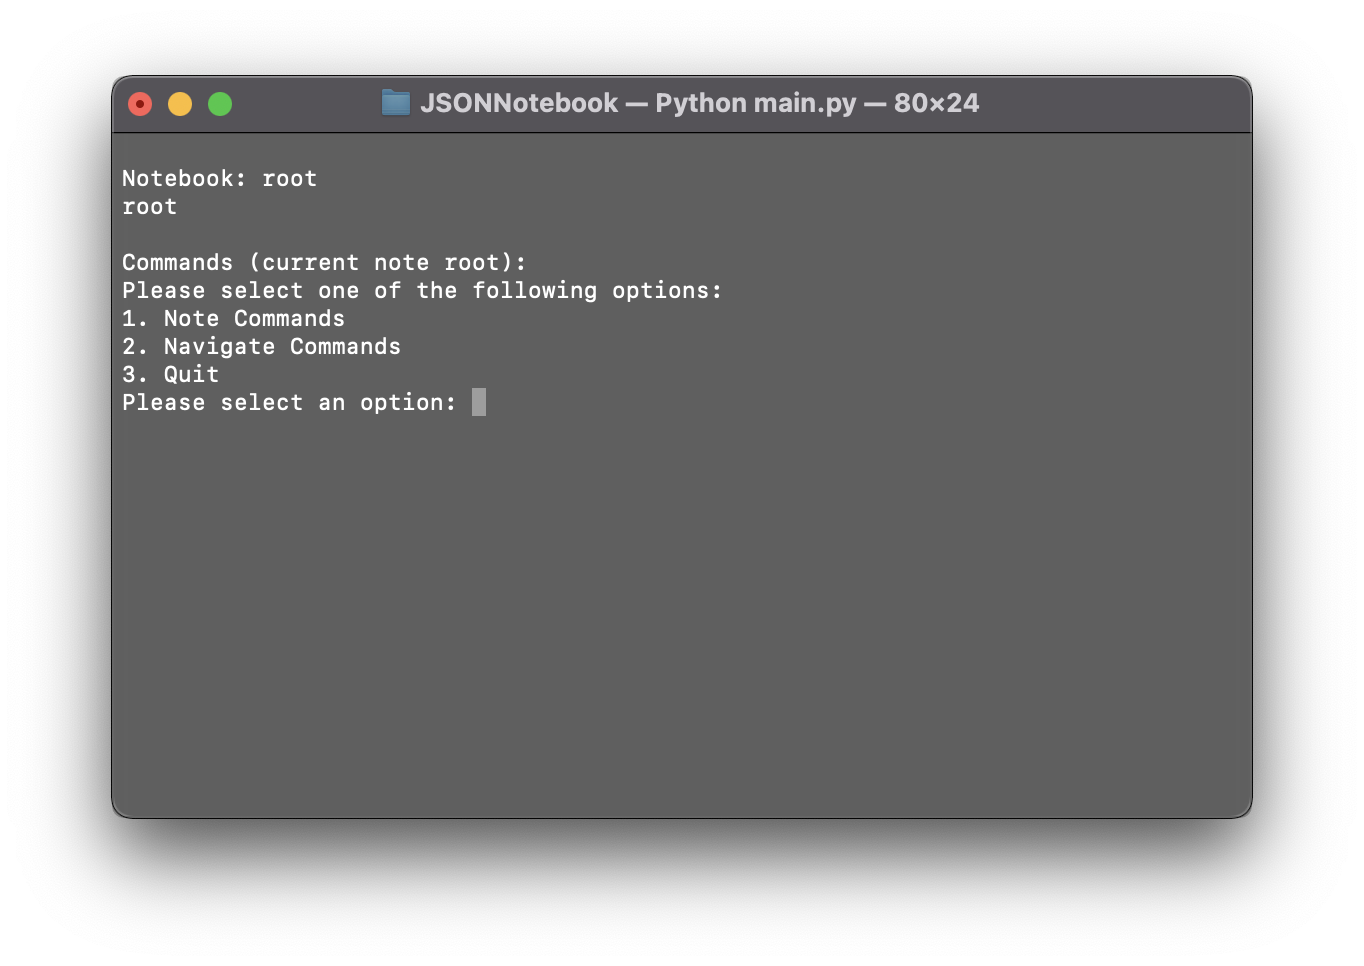 JSONNotebook — Python main.py — 80×24
Notebook: root
root
Commands (current note root):
Please select one of the following options:
1. Note Commands
2. Navigate Commands
3. Quit
Please select an option: